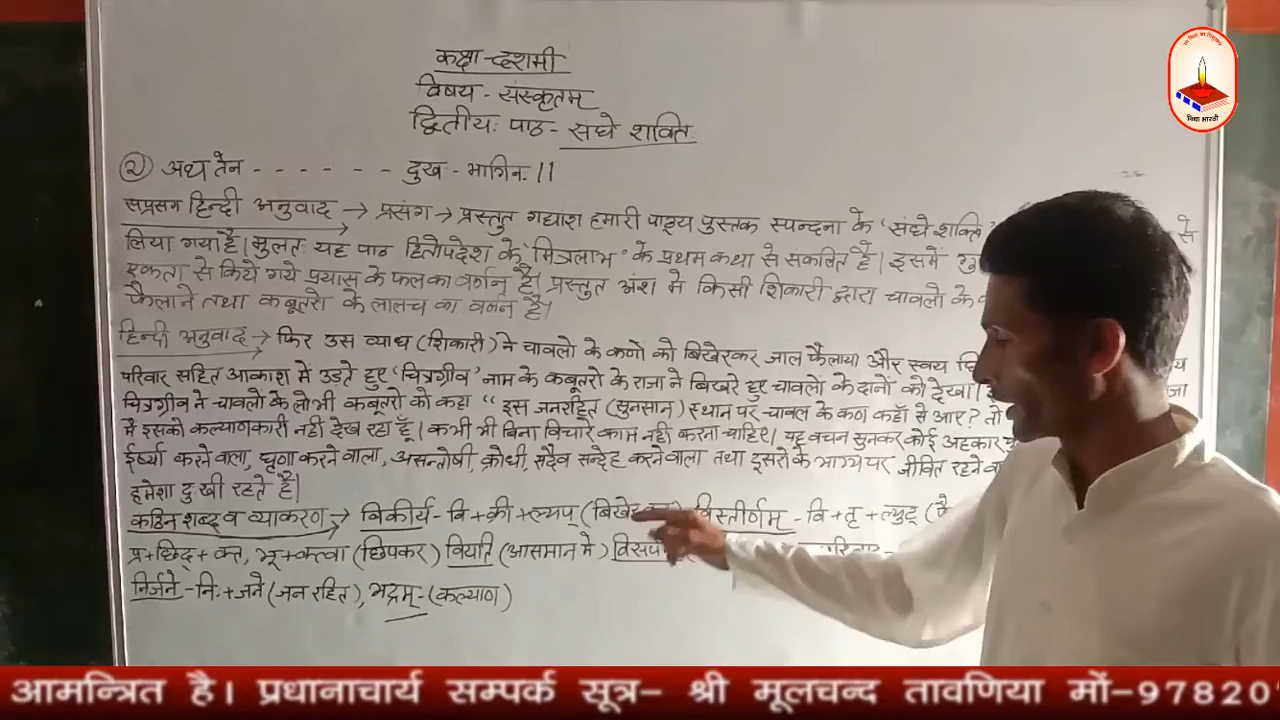 कक्षा-दशमी
विषय - संस्कृतम्
द्वितीयः पाठ - संघे शक्तिः
२ अथ तेन - - - - - - दुखः - भागिनः ॥
सप्रसंग हिन्दी अनुवाद → प्रसंग → प्रस्तुत गद्यांश हमारी पाठ्य पुस्तक स्पन्दना के 'संघे शक्ति से
लिया गया है। मुलतः यह पाठ हितोपदेश के 'मित्रलाभ' के प्रथम कथा से संकलित है। इसमें
एकता से किये गये प्रयास के फल का वर्णन है। प्रस्तुत अंश में किसी शिकारी द्वारा चावलो के
फैलाने तथा कबूतरो के लालच का वर्णन है।
हिन्दी अनुवाद → फिर उस व्याध (शिकारी) ने चावलो के कणों को बिखेरकर जाल फैलाया और स्वयं
परिवार सहित आकाश में उड़ते हुए 'चित्रग्रीव' नाम के कबूतरो के राजा ने बिखरे हुए चावलों के दानों को देखा।
चित्रग्रीव ने चावलो के लोभी कबूतरो को कहा "इस जनरहित (सुनसान) स्थान पर चावल के कण कहाँ से आए? तो
मैं इसको कल्याणकारी नहीं देख रहा हूँ। कभी भी बिना विचारे काम नहीं करना चाहिए। यह वचन सुनकर कोई अहंकार
ईर्ष्या करने वाला, घृणा करने वाला, असन्तोषी, क्रोधी, सदैव सन्देह करने वाला तथा दूसरो के भाग्य पर जीवित रहने
हमेशा दुःखी रहते हैं।
कठिन शब्द व व्याकरण → विकीर्य - वि+क्री+ल्यप् विस्तीर्णम् - वि+तृ+ल्युट्
प्र+छिद्+क्त, भू+क्त्वा (छिपकर) वियति (आसमान मे)
निर्जने - निः+जने (जन रहित), भद्रम् - (कल्याण)
विद्या भारती
आमन्त्रित है। प्रधानाचार्य सम्पर्क सूत्र- श्री मूलचन्द तावणिया मों-97820